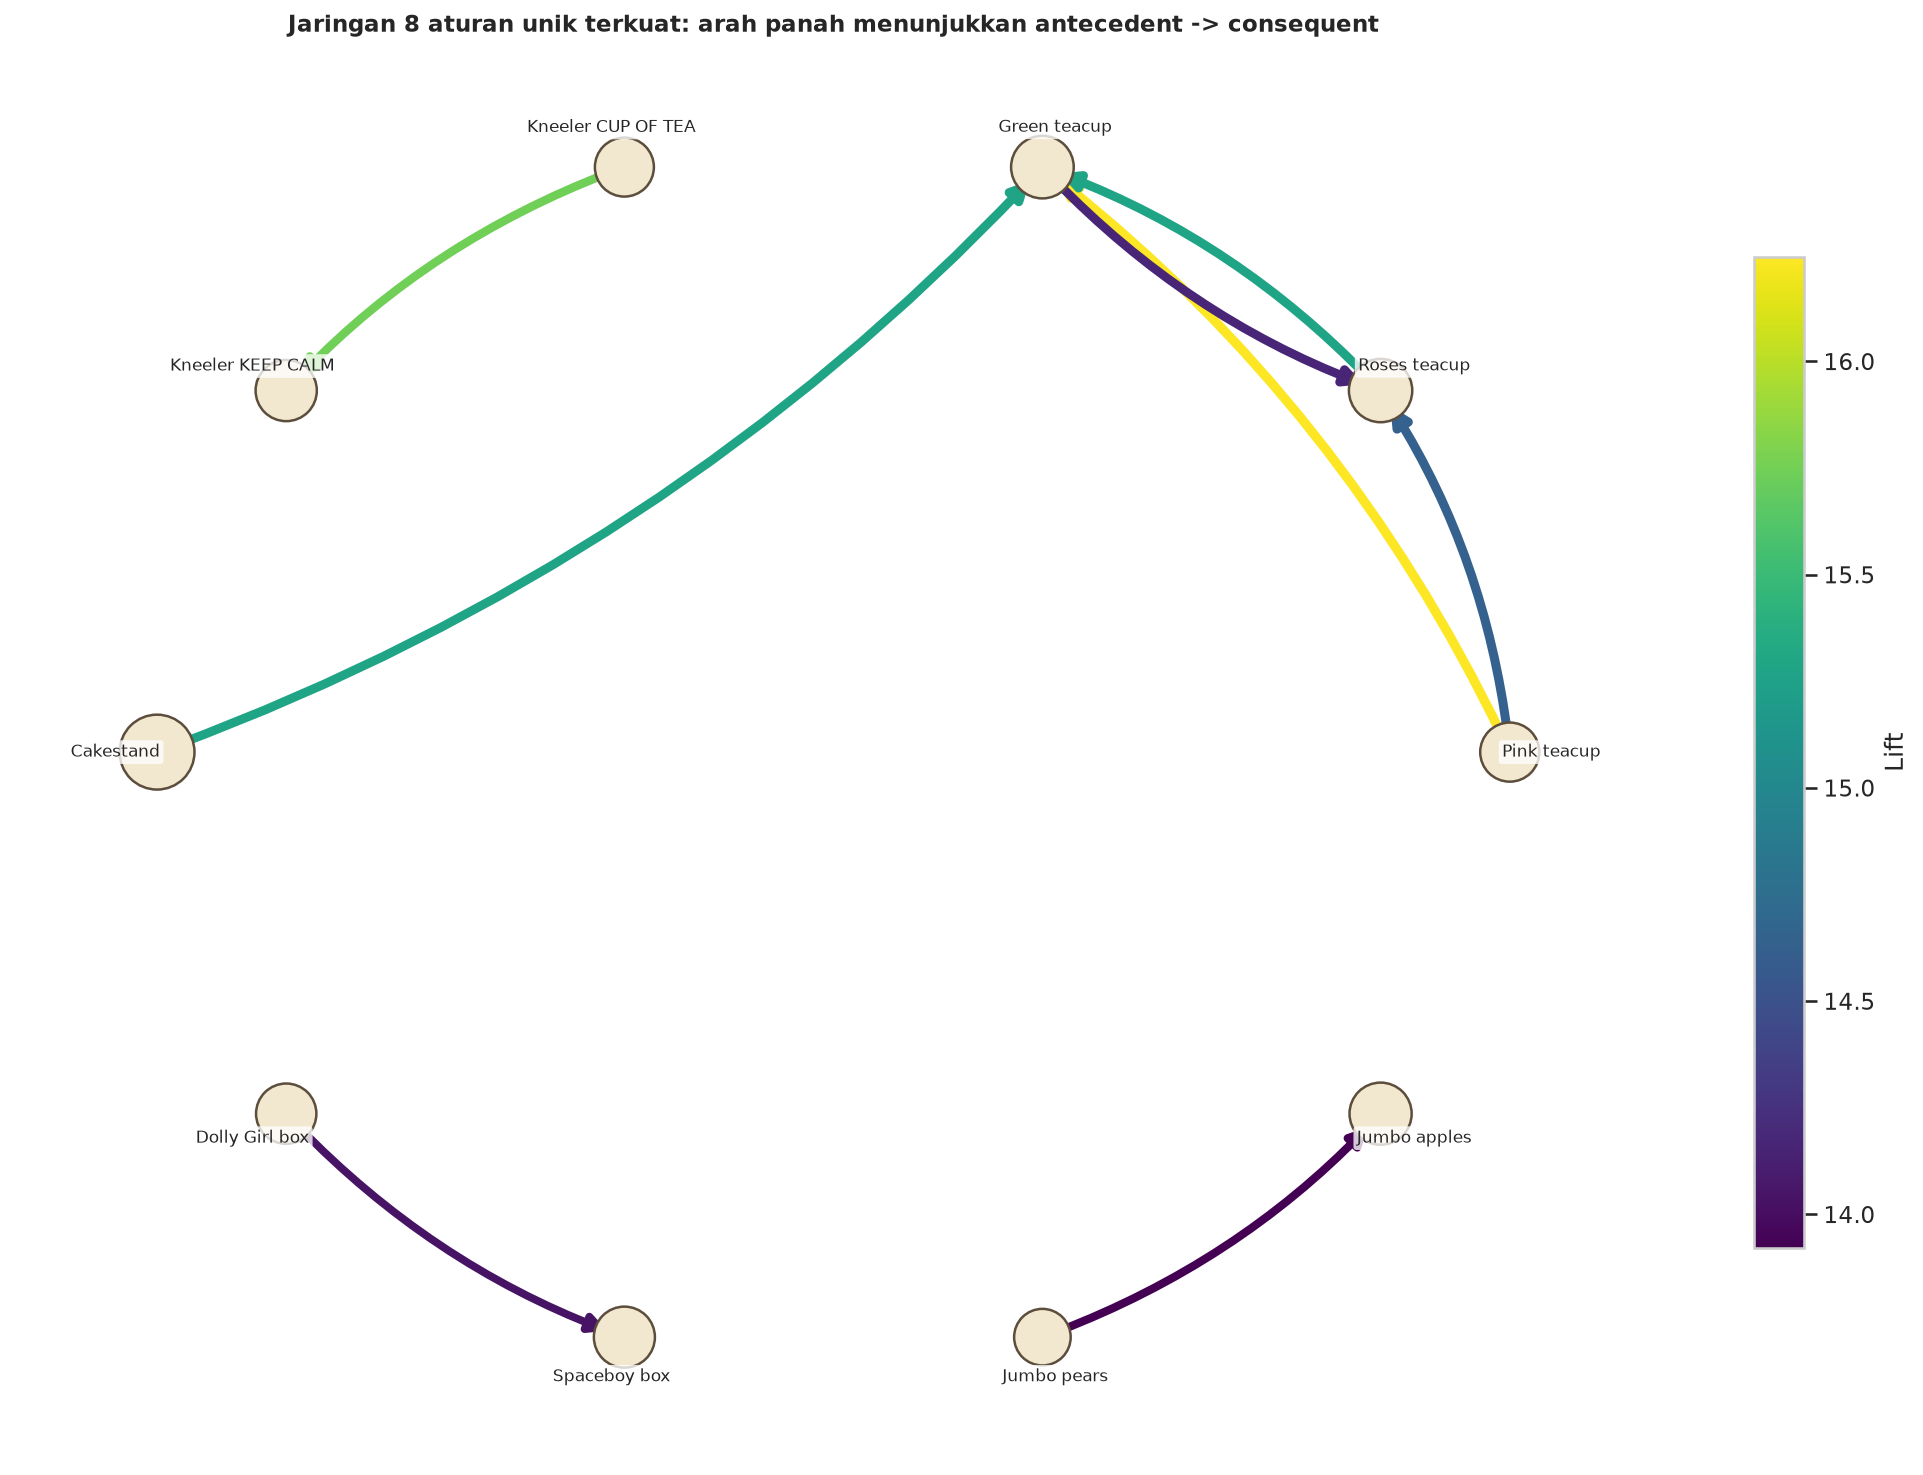 Jaringan 8 aturan unik terkuat: arah panah menunjukkan antecedent -> consequent
Kneeler CUP OF TEA
Green teacup
Kneeler KEEP CALM
Roses teacup
Cakestand
Pink teacup
Dolly Girl box
Jumbo apples
Spaceboy box
Jumbo pears
16.0
15.5
15.0
14.5
14.0
Lift